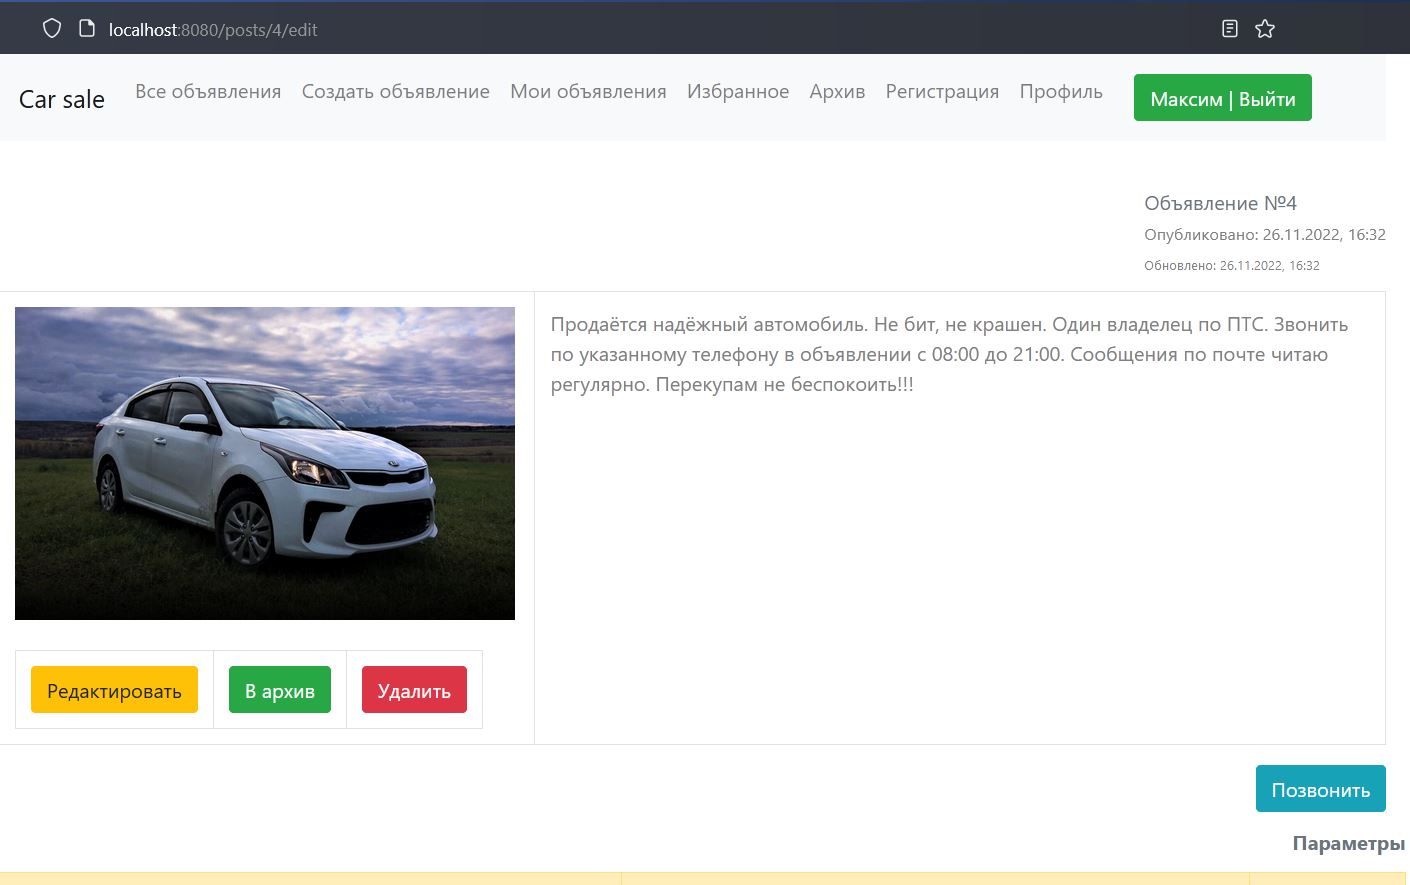 localhost:8080/posts/4/edit
Car sale Все объявления Создать объявление Мои объявления Избранное Архив Регистрация Профиль Максим | Выйти
Объявление №4
Опубликовано: 26.11.2022, 16:32
Обновлено: 26.11.2022, 16:32
Продаётся надёжный автомобиль. Не бит, не крашен. Один владелец по ПТС. Звонить
по указанному телефону в объявлении с 08:00 до 21:00. Сообщения по почте читаю
регулярно. Перекупам не беспокоить!!!
Редактировать В архив Удалить
Позвонить
Параметры